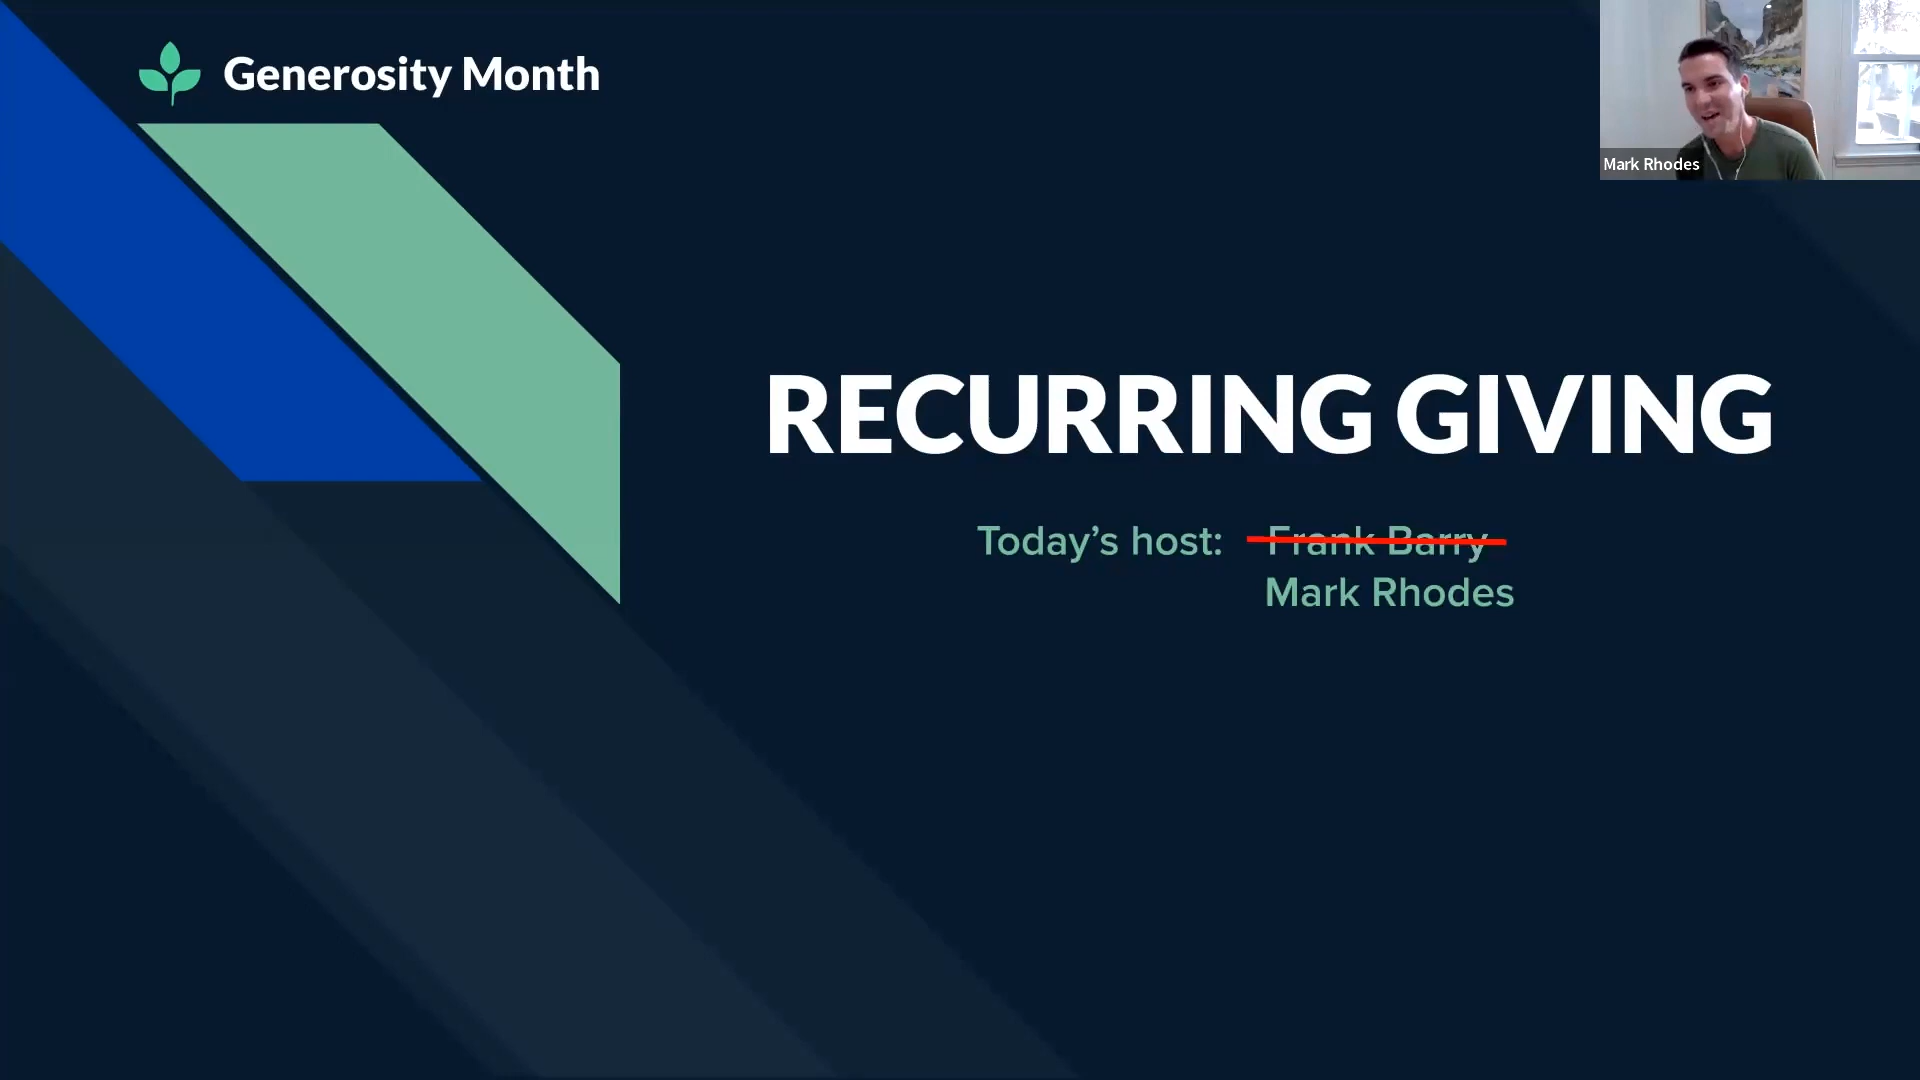 Generosity Month
Mark Rhodes
RECURRING GIVING
Today’s host: Frank Barry
Mark Rhodes